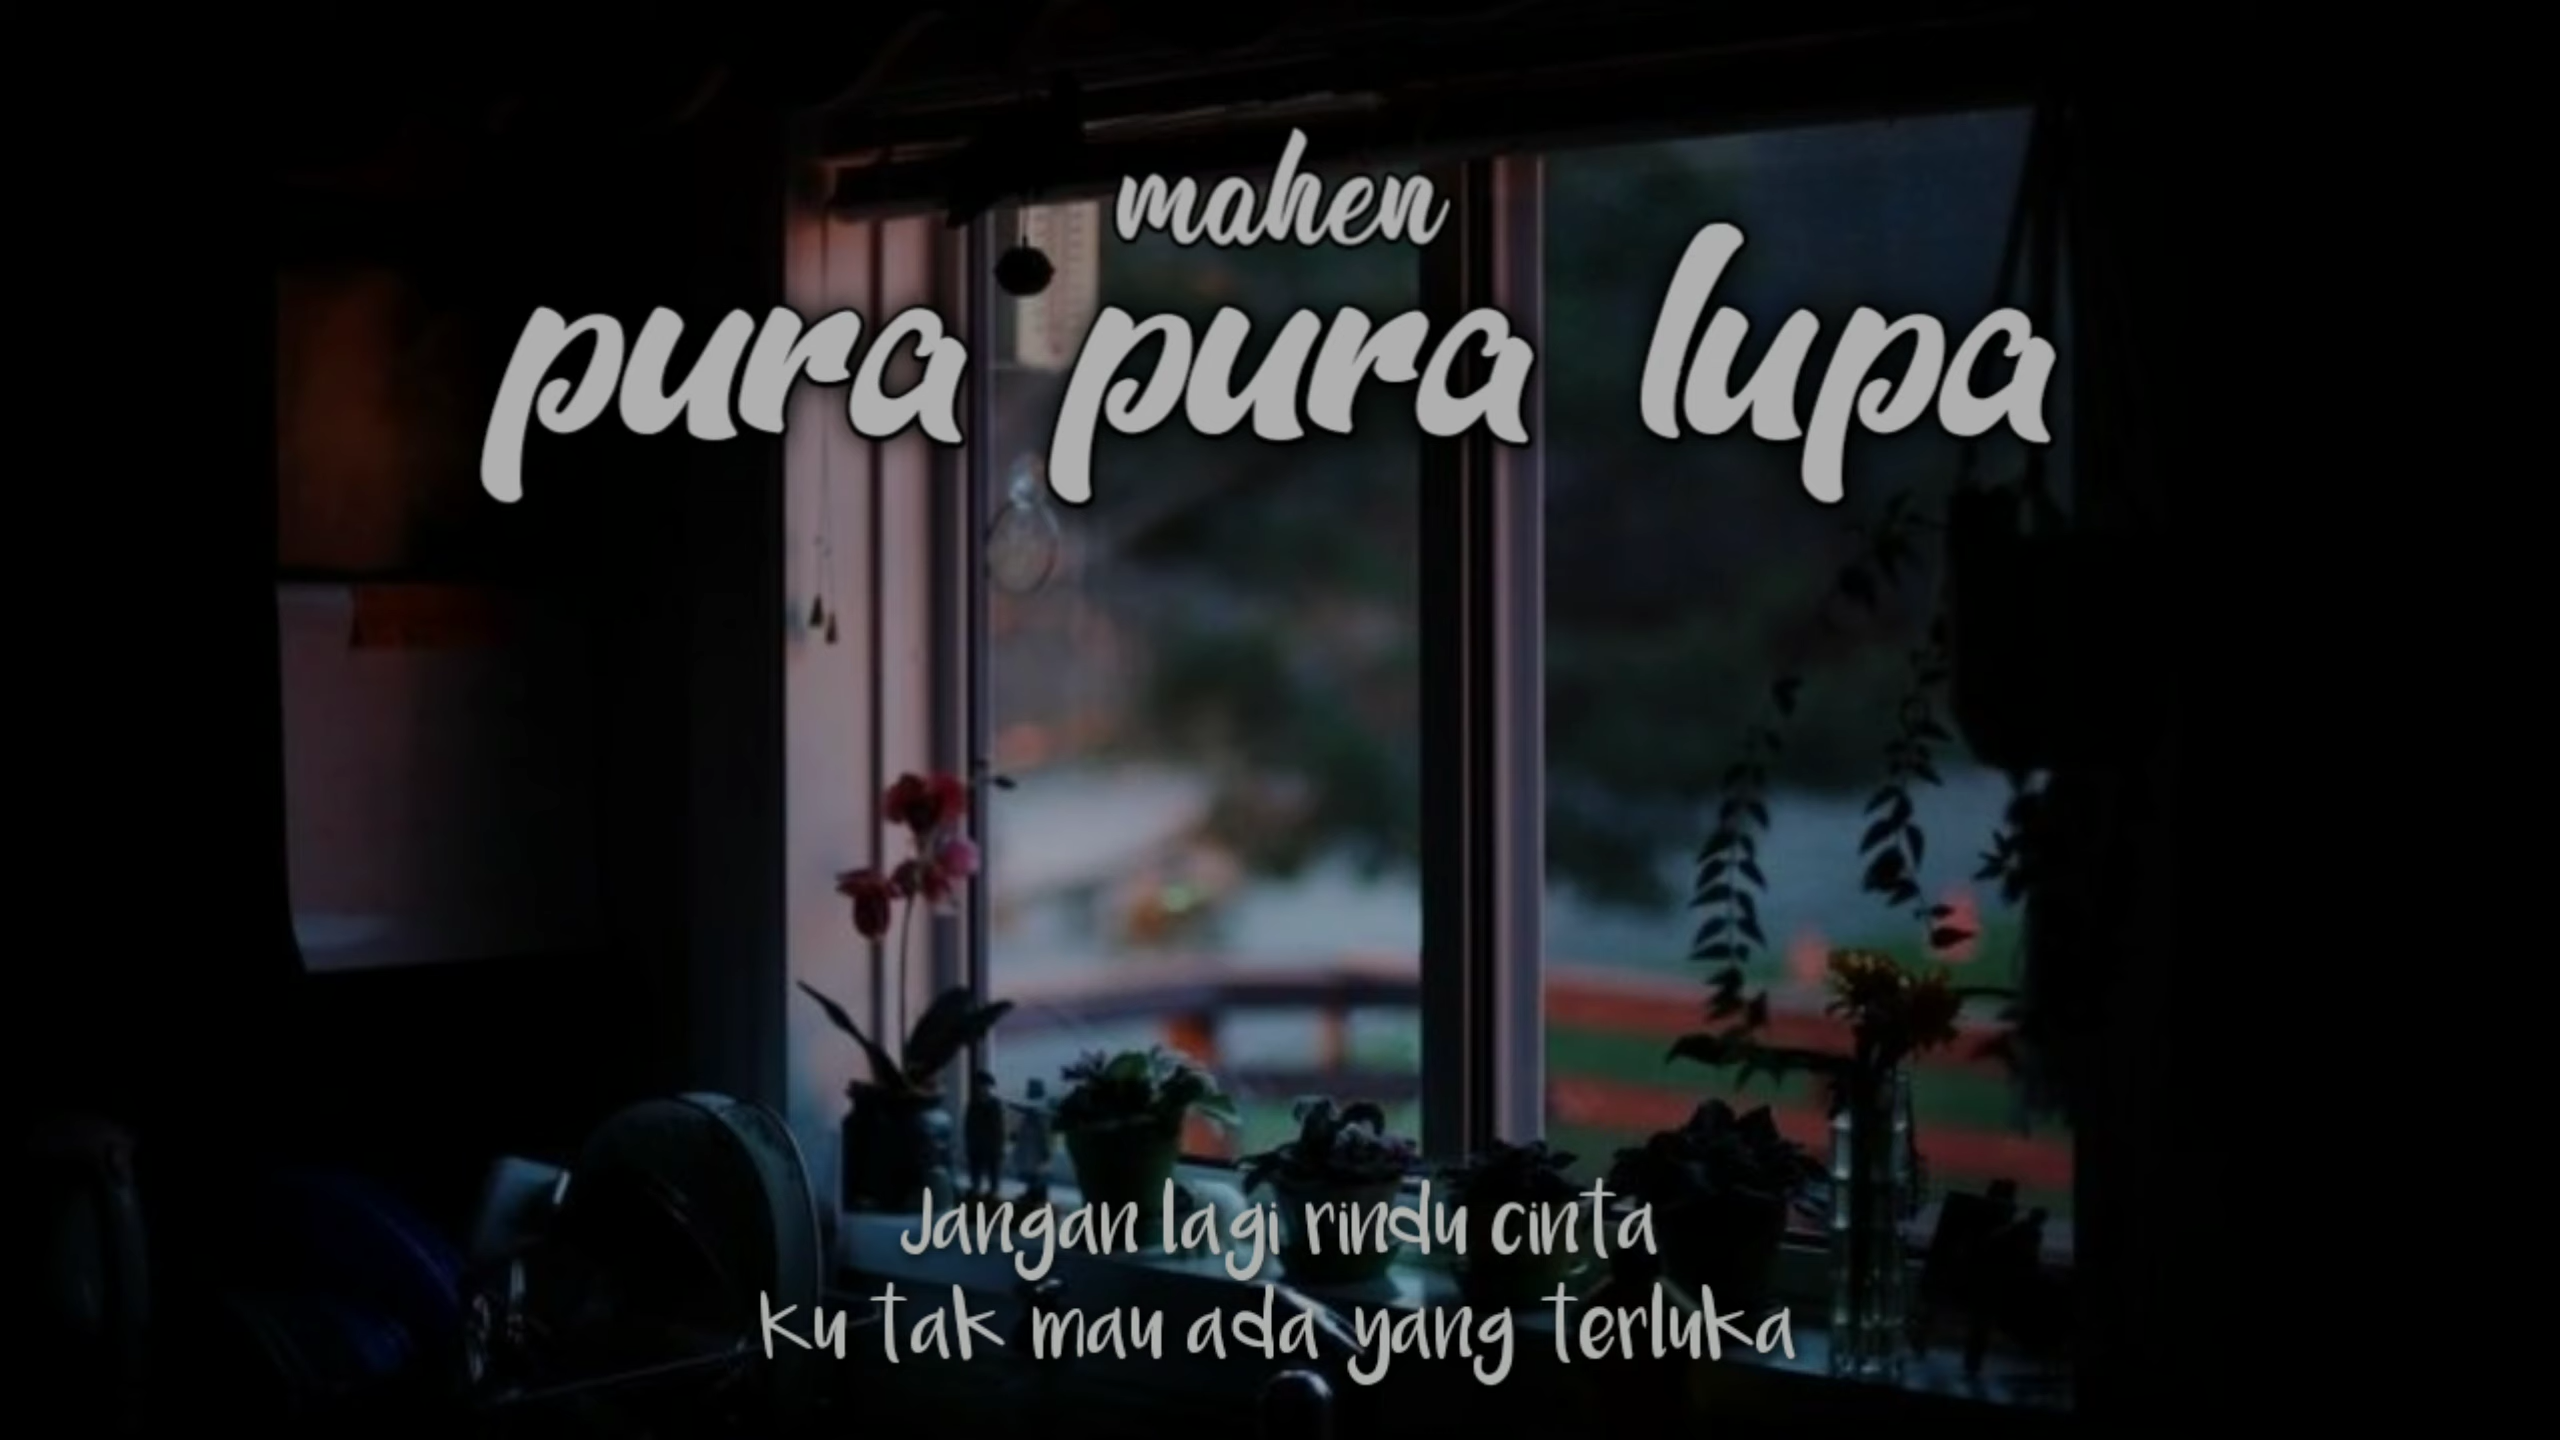 mahen
pura pura lupa
Jangan lagi rindu cinta
Ku tak mau ada yang terluka